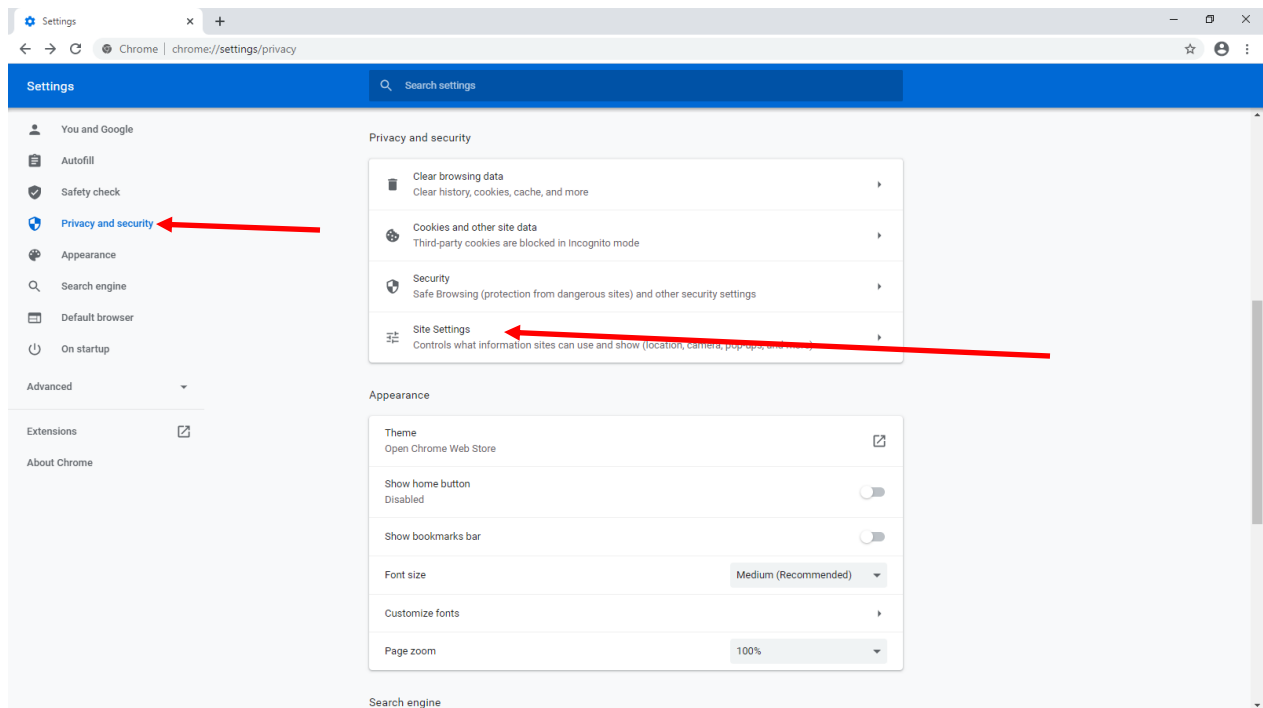 Settings
Chrome | chrome://settings/privacy
Settings
Search settings
You and Google
Autofill
Safety check
Privacy and security
Appearance
Search engine
Default browser
On startup
Advanced
Extensions
About Chrome
Privacy and security
Clear browsing data
Clear history, cookies, cache, and more
Cookies and other site data
Third-party cookies are blocked in Incognito mode
Security
Safe Browsing (protection from dangerous sites) and other security settings
Site Settings
Controls what information sites can use and show (location, camera, pop-ups, and more)
Appearance
Theme
Open Chrome Web Store
Show home button
Disabled
Show bookmarks bar
Font size
Medium (Recommended)
Customize fonts
Page zoom
100%
Search engine